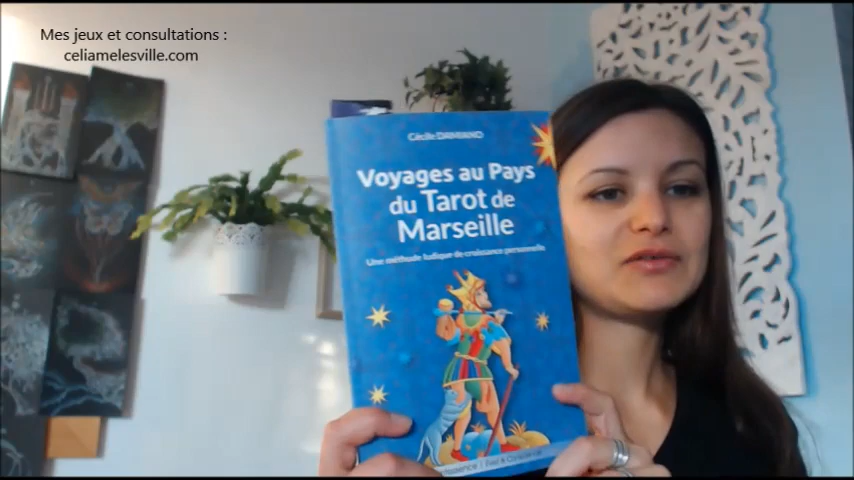 Mes jeux et consultations :
celiamelesville.com
Cécile DAMIANO
Voyages au Pays
du Tarot de
Marseille
Une méthode ludique de croissance personnelle